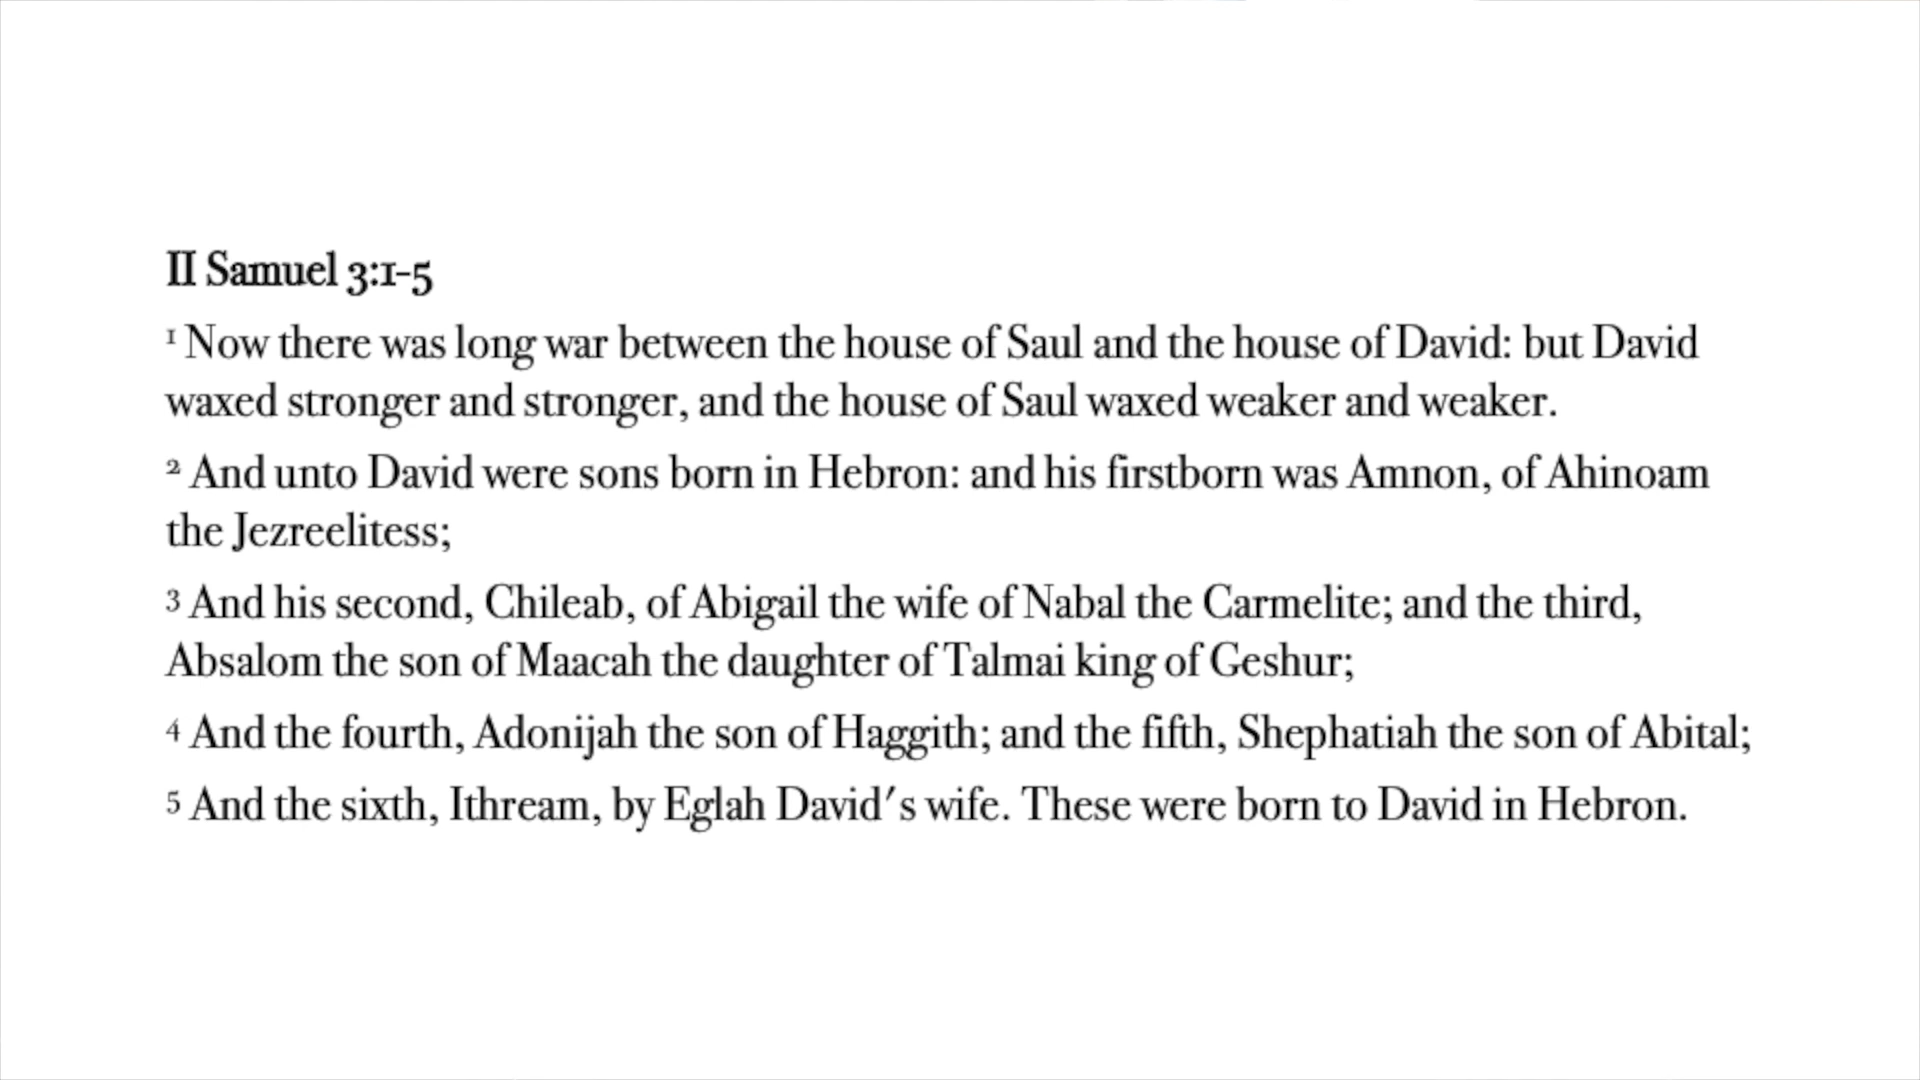 II Samuel 3:1-5
1 Now there was long war between the house of Saul and the house of David: but David
waxed stronger and stronger, and the house of Saul waxed weaker and weaker.
2 And unto David were sons born in Hebron: and his firstborn was Amnon, of Ahinoam
the Jezreelitess;
3 And his second, Chileab, of Abigail the wife of Nabal the Carmelite; and the third,
Absalom the son of Maacah the daughter of Talmai king of Geshur;
4 And the fourth, Adonijah the son of Haggith; and the fifth, Shephatiah the son of Abital;
5 And the sixth, Ithream, by Eglah David's wife. These were born to David in Hebron.